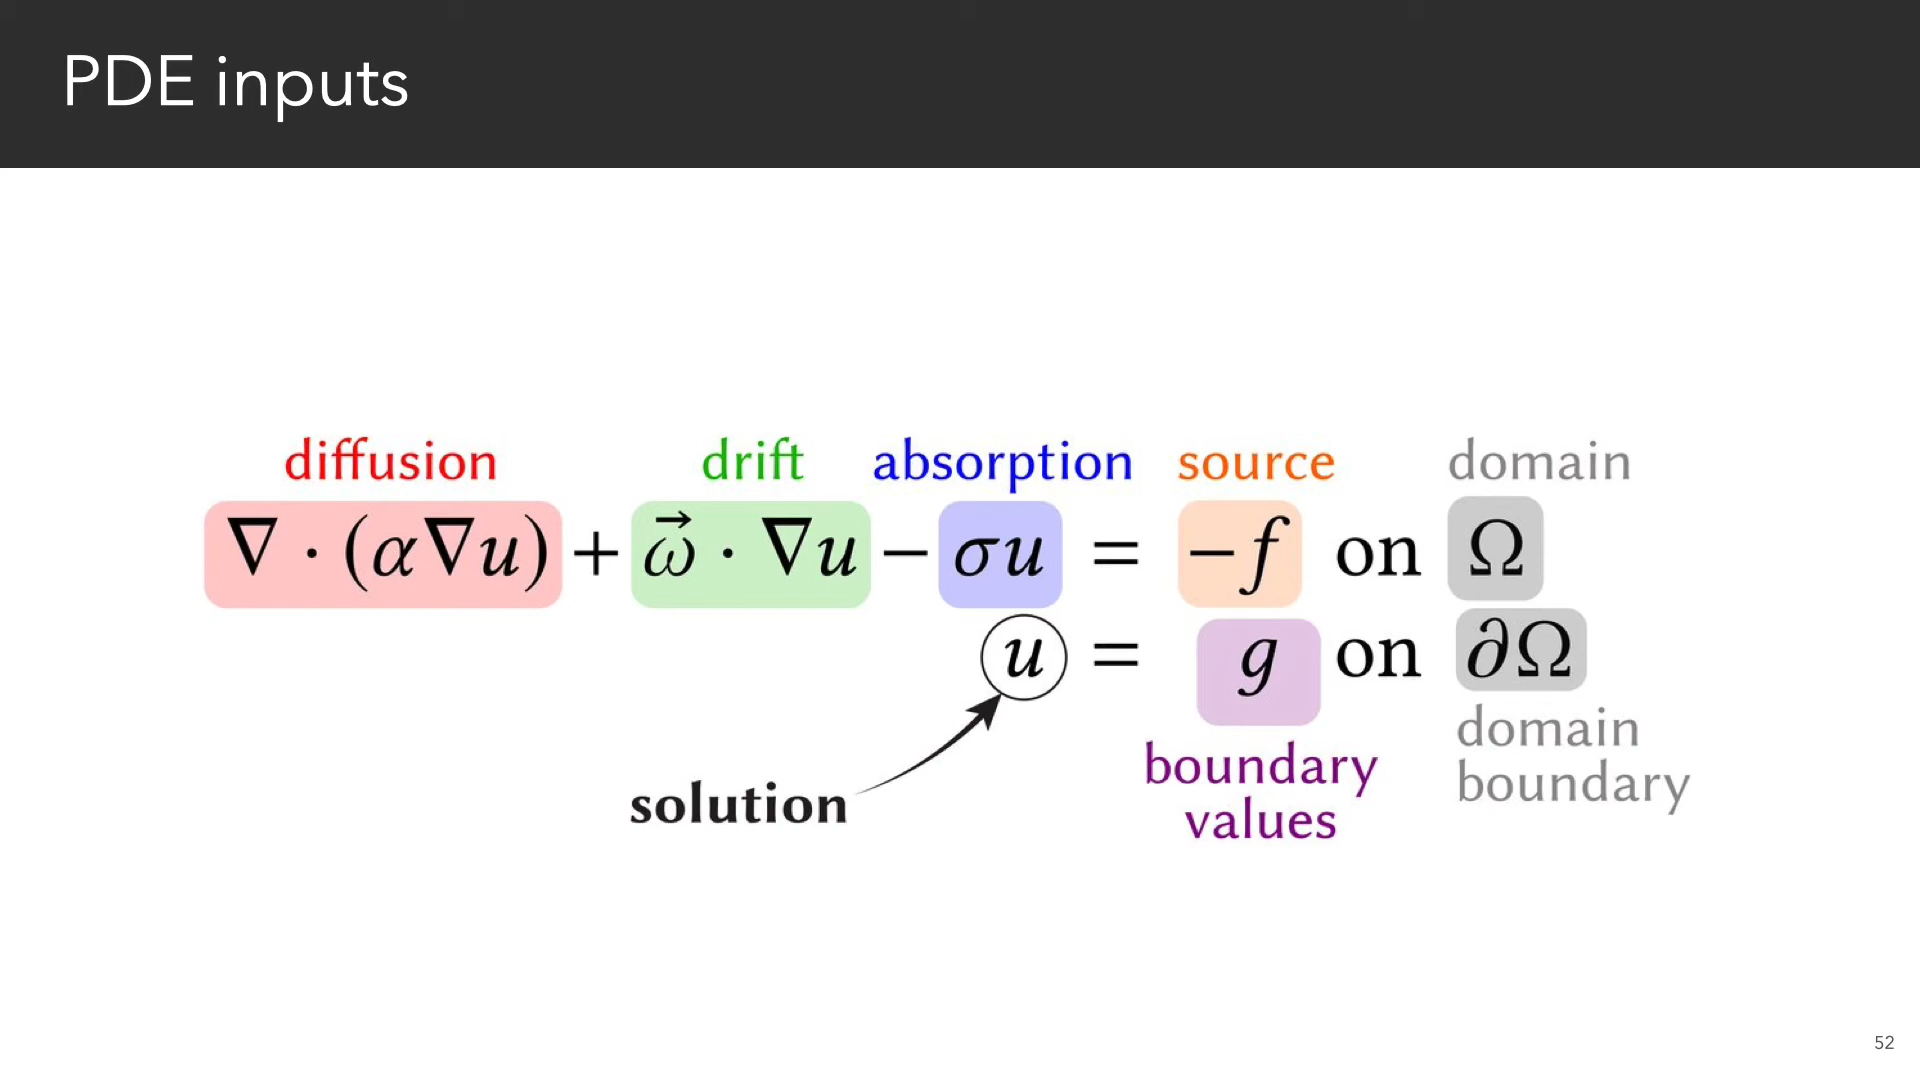 PDE inputs
diffusion drift absorption source domain
∇ · (α∇u) + ω⃗ · ∇u − σu = −f on Ω
u = g on ∂Ω
solution
boundary values
domain boundary
52